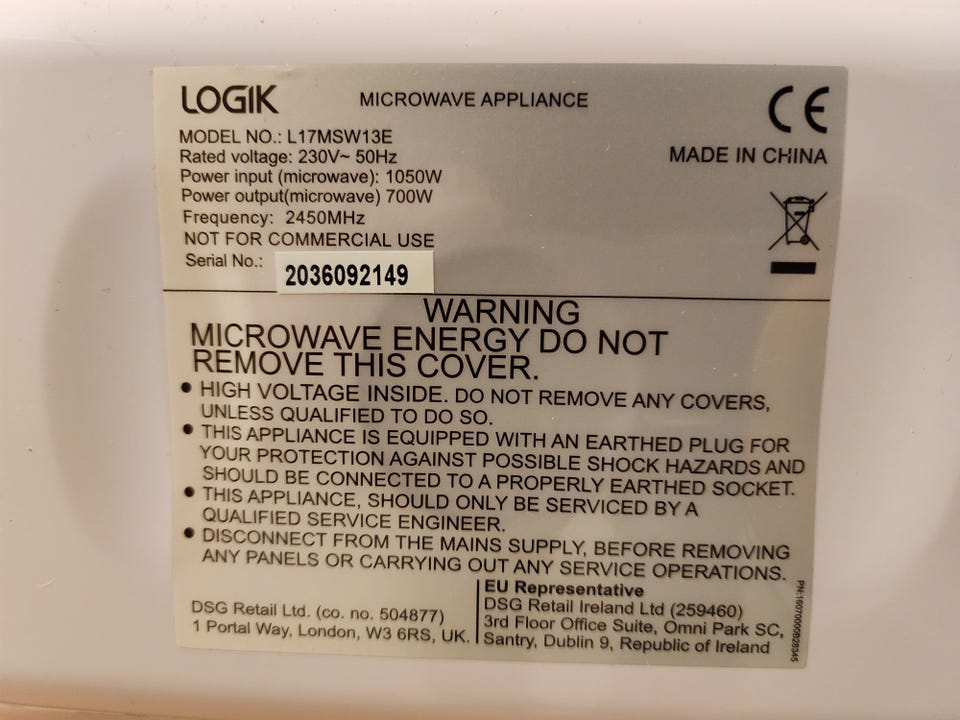 LOGIK
MICROWAVE APPLIANCE
CE
MODEL NO.: L17MSW13E
Rated voltage: 230V~ 50Hz
MADE IN CHINA
Power input (microwave): 1050W
Power output(microwave) 700W
Frequency: 2450MHz
NOT FOR COMMERCIAL USE
Serial No.: 2036092149
WARNING
MICROWAVE ENERGY DO NOT
REMOVE THIS COVER.
• HIGH VOLTAGE INSIDE. DO NOT REMOVE ANY COVERS,
UNLESS QUALIFIED TO DO SO.
• THIS APPLIANCE IS EQUIPPED WITH AN EARTHED PLUG FOR
YOUR PROTECTION AGAINST POSSIBLE SHOCK HAZARDS AND
SHOULD BE CONNECTED TO A PROPERLY EARTHED SOCKET.
• THIS APPLIANCE, SHOULD ONLY BE SERVICED BY A
QUALIFIED SERVICE ENGINEER.
• DISCONNECT FROM THE MAINS SUPPLY, BEFORE REMOVING
ANY PANELS OR CARRYING OUT ANY SERVICE OPERATIONS.
DSG Retail Ltd. (co. no. 504877)
1 Portal Way, London, W3 6RS, UK.
EU Representative
DSG Retail Ireland Ltd (259460)
3rd Floor Office Suite, Omni Park SC,
Santry, Dublin 9, Republic of Ireland